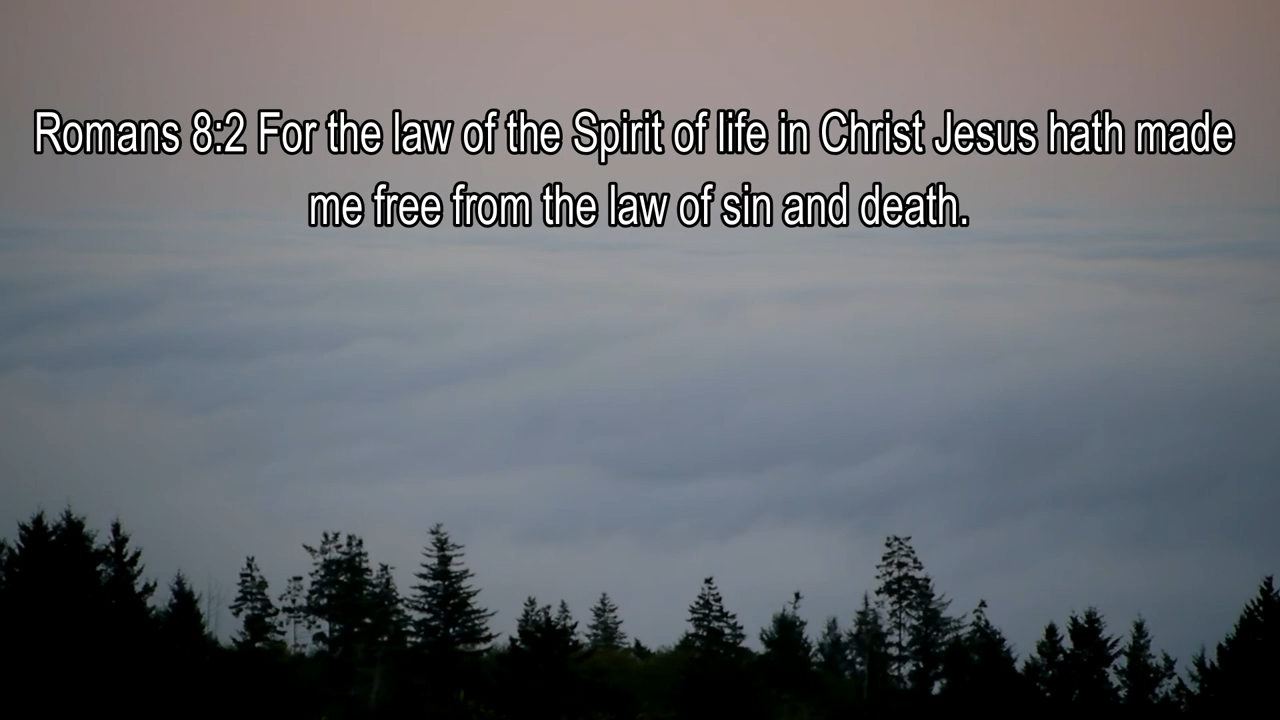 Romans 8:2 For the law of the Spirit of life in Christ Jesus hath made
me free from the law of sin and death.